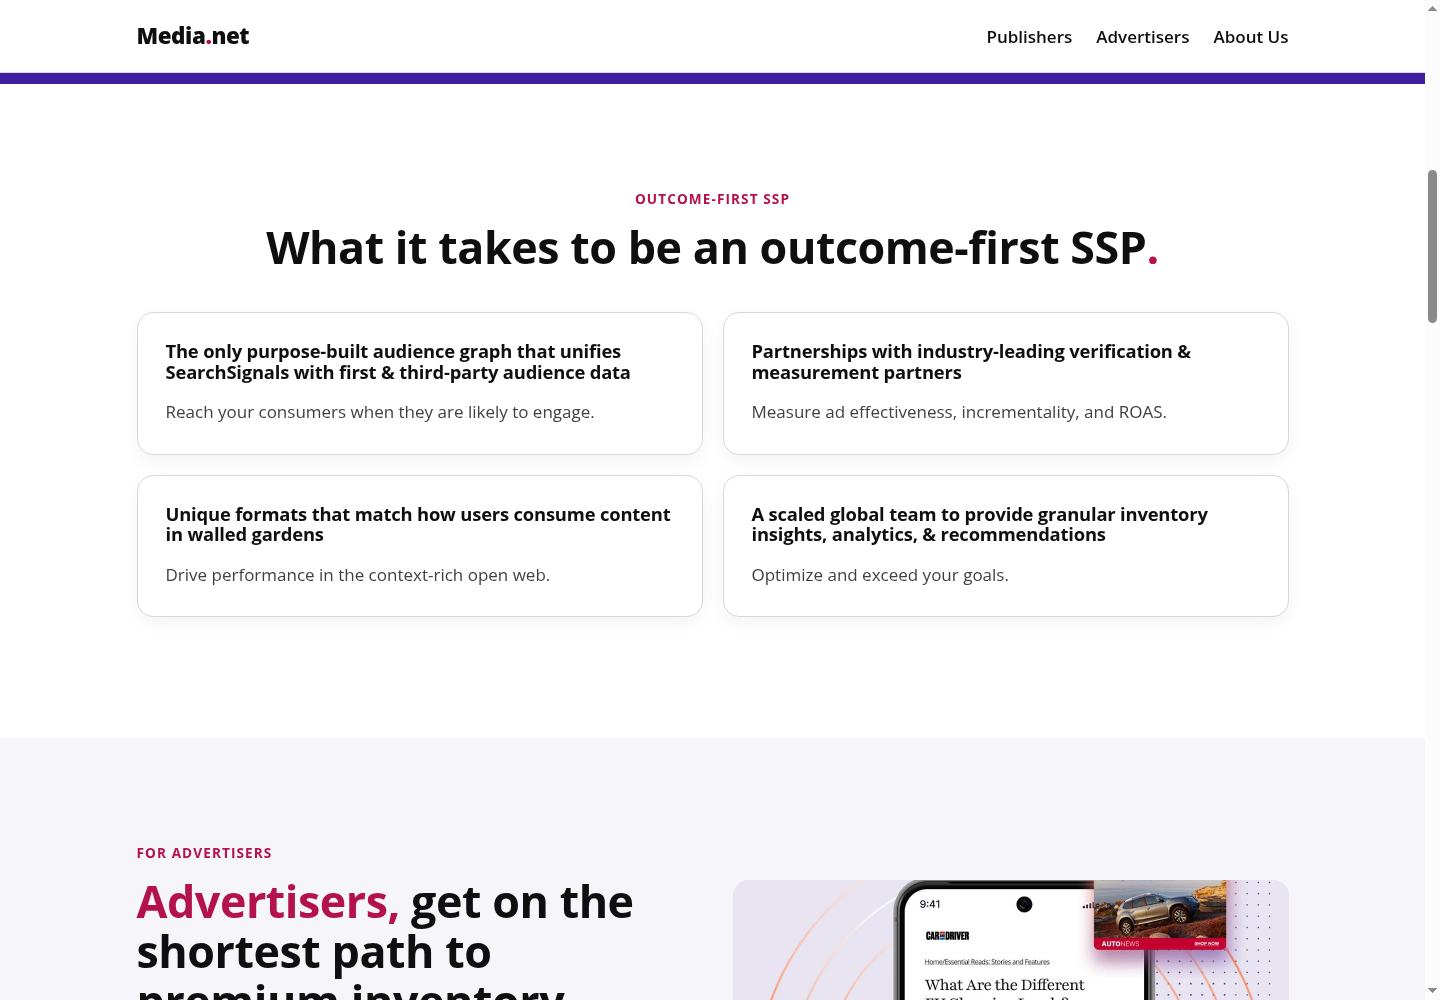 Media.net
Publishers
Advertisers
About Us
OUTCOME-FIRST SSP
What it takes to be an outcome-first SSP.
The only purpose-built audience graph that unifies
SearchSignals with first & third-party audience data
Reach your consumers when they are likely to engage.
Partnerships with industry-leading verification &
measurement partners
Measure ad effectiveness, incrementality, and ROAS.
Unique formats that match how users consume content
in walled gardens
Drive performance in the context-rich open web.
A scaled global team to provide granular inventory
insights, analytics, & recommendations
Optimize and exceed your goals.
FOR ADVERTISERS
Advertisers, get on the
shortest path to
premium inventory
9:41
CAR AND DRIVER
Home/Essential Reads: Stories and Features
What Are the Different
AUTONEWS
SHOP NOW